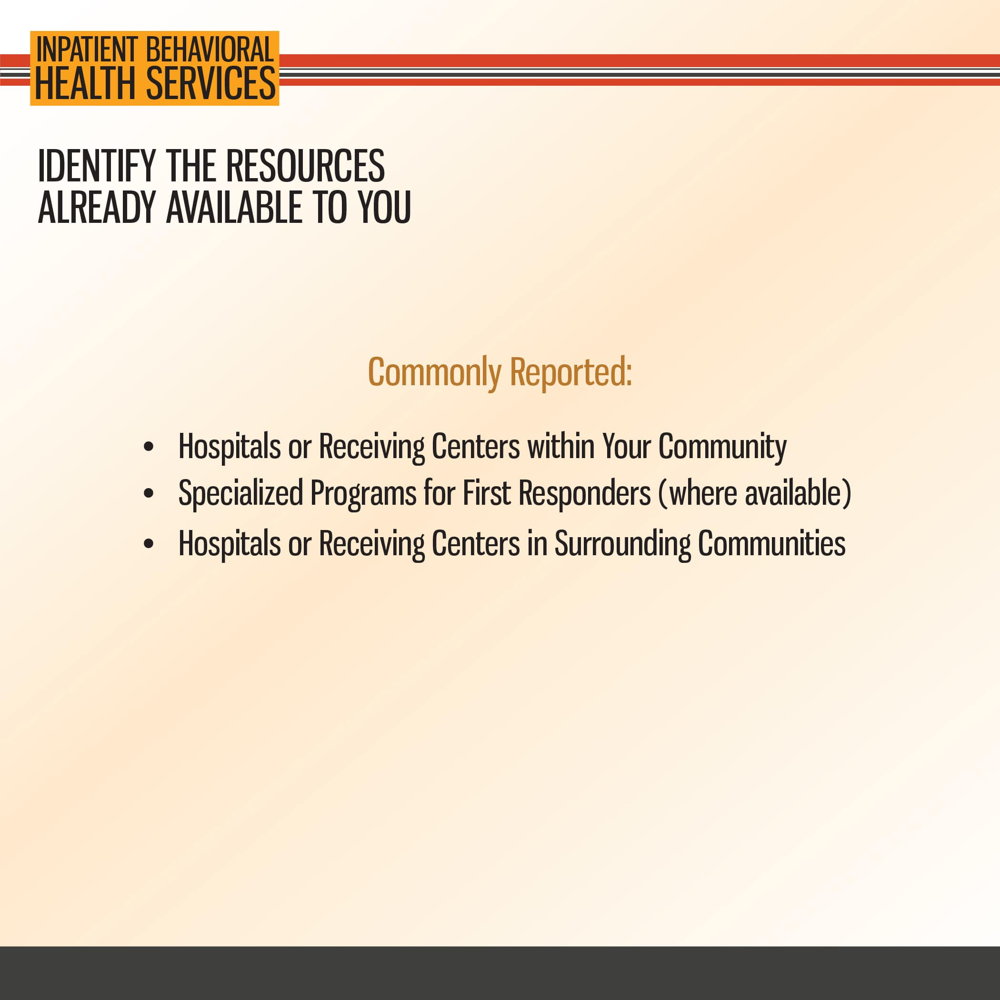 INPATIENT BEHAVIORAL
HEALTH SERVICES
IDENTIFY THE RESOURCES
ALREADY AVAILABLE TO YOU
Commonly Reported:
• Hospitals or Receiving Centers within Your Community
• Specialized Programs for First Responders (where available)
• Hospitals or Receiving Centers in Surrounding Communities